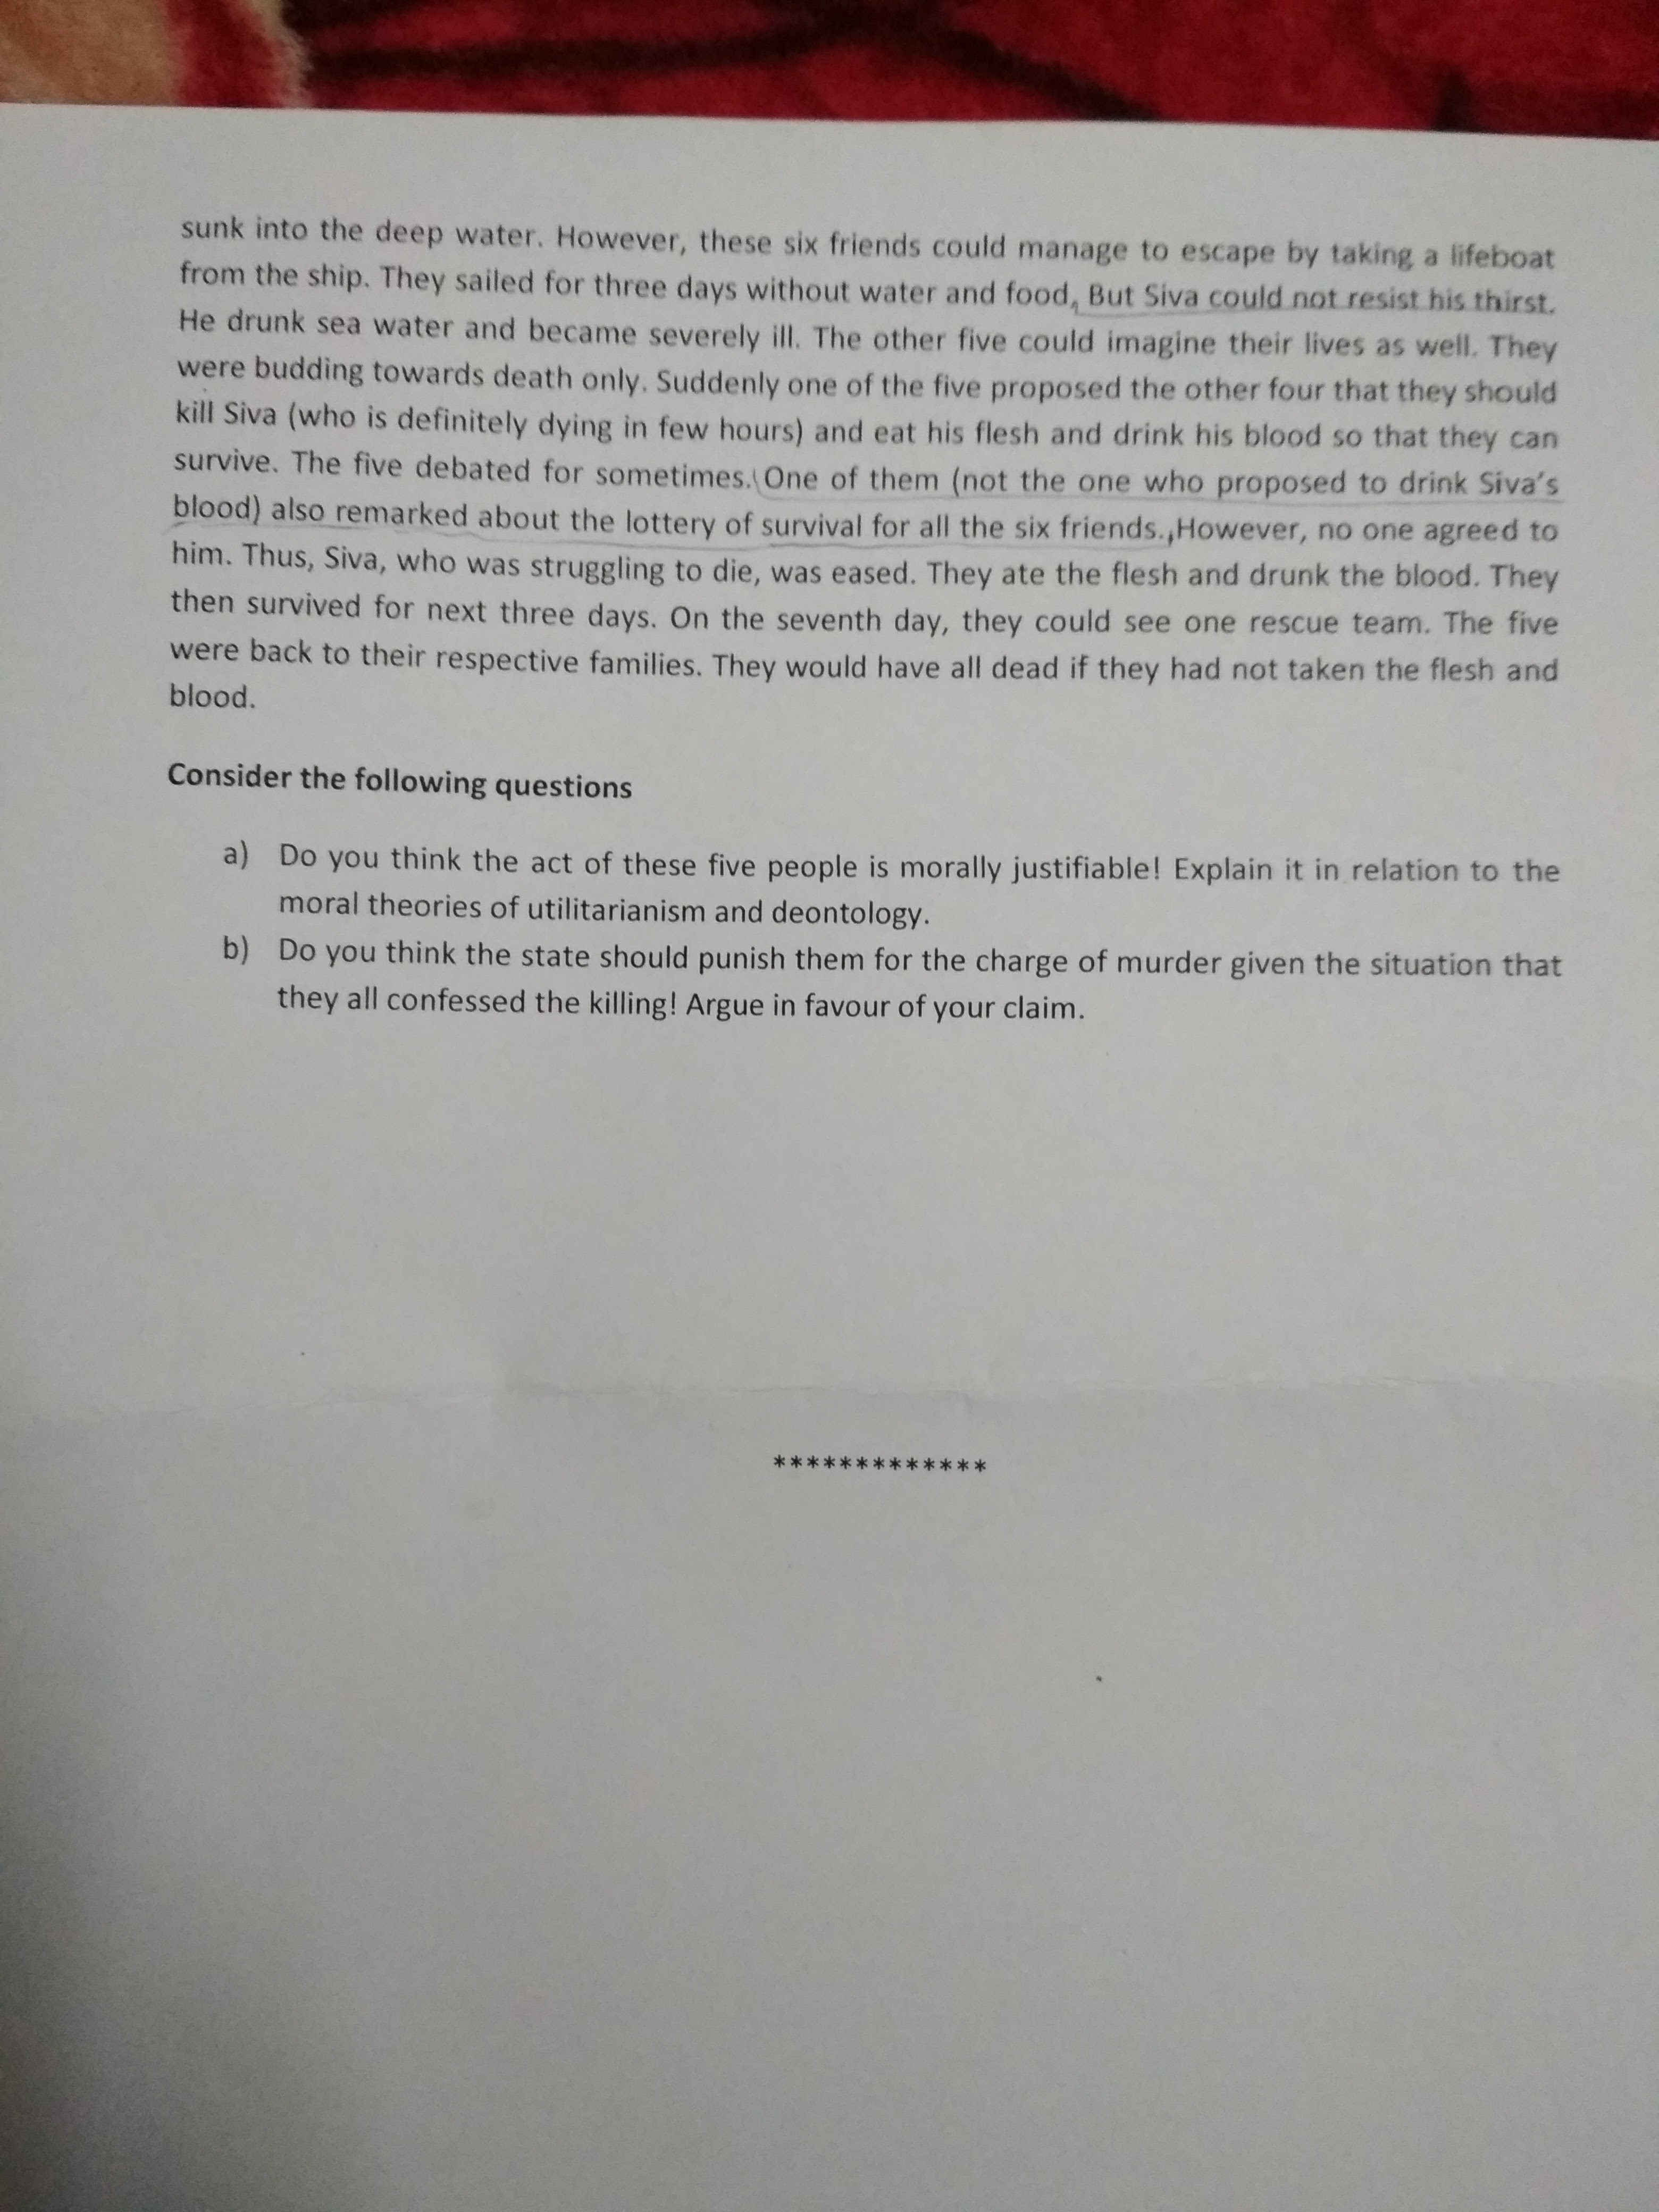 sunk into the deep water. However, these six friends could manage to escape by taking a lifeboat
from the ship. They sailed for three days without water and food, But Siva could not resist his thirst.
He drunk sea water and became severely ill. The other five could imagine their lives as well. They
were budding towards death only. Suddenly one of the five proposed the other four that they should
kill Siva (who is definitely dying in few hours) and eat his flesh and drink his blood so that they can
survive. The five debated for sometimes. One of them (not the one who proposed to drink Siva's
blood) also remarked about the lottery of survival for all the six friends. However, no one agreed to
him. Thus, Siva, who was struggling to die, was eased. They ate the flesh and drunk the blood. They
then survived for next three days. On the seventh day, they could see one rescue team. The five
were back to their respective families. They would have all dead if they had not taken the flesh and
blood.
Consider the following questions
a) Do you think the act of these five people is morally justifiable! Explain it in relation to the
moral theories of utilitarianism and deontology.
b) Do you think the state should punish them for the charge of murder given the situation that
they all confessed the killing! Argue in favour of your claim.
*************